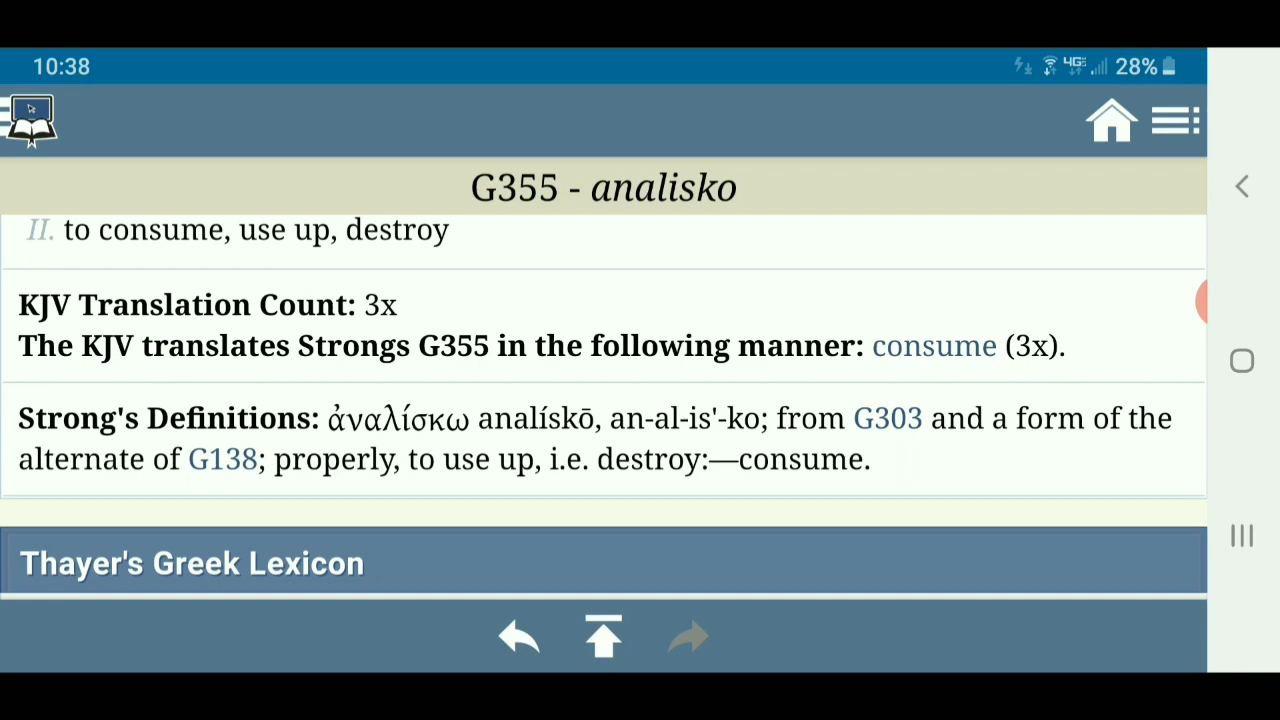 10:38
4G 28%
G355 - analisko
II. to consume, use up, destroy
KJV Translation Count: 3x
The KJV translates Strongs G355 in the following manner: consume (3x).
Strong's Definitions: ἀναλίσκω analískō, an-al-is'-ko; from G303 and a form of the
alternate of G138; properly, to use up, i.e. destroy:—consume.
Thayer's Greek Lexicon